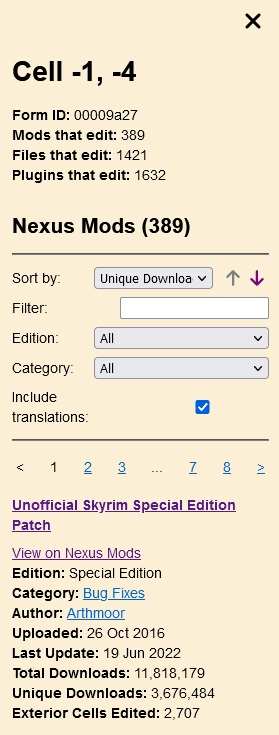 Cell -1, -4
Form ID: 00009a27
Mods that edit: 389
Files that edit: 1421
Plugins that edit: 1632
Nexus Mods (389)
Sort by: Unique Downloa
Filter:
Edition: All
Category: All
Include
translations:
< 1 2 3 ... 7 8 >
Unofficial Skyrim Special Edition
Patch
View on Nexus Mods
Edition: Special Edition
Category: Bug Fixes
Author: Arthmoor
Uploaded: 26 Oct 2016
Last Update: 19 Jun 2022
Total Downloads: 11,818,179
Unique Downloads: 3,676,484
Exterior Cells Edited: 2,707